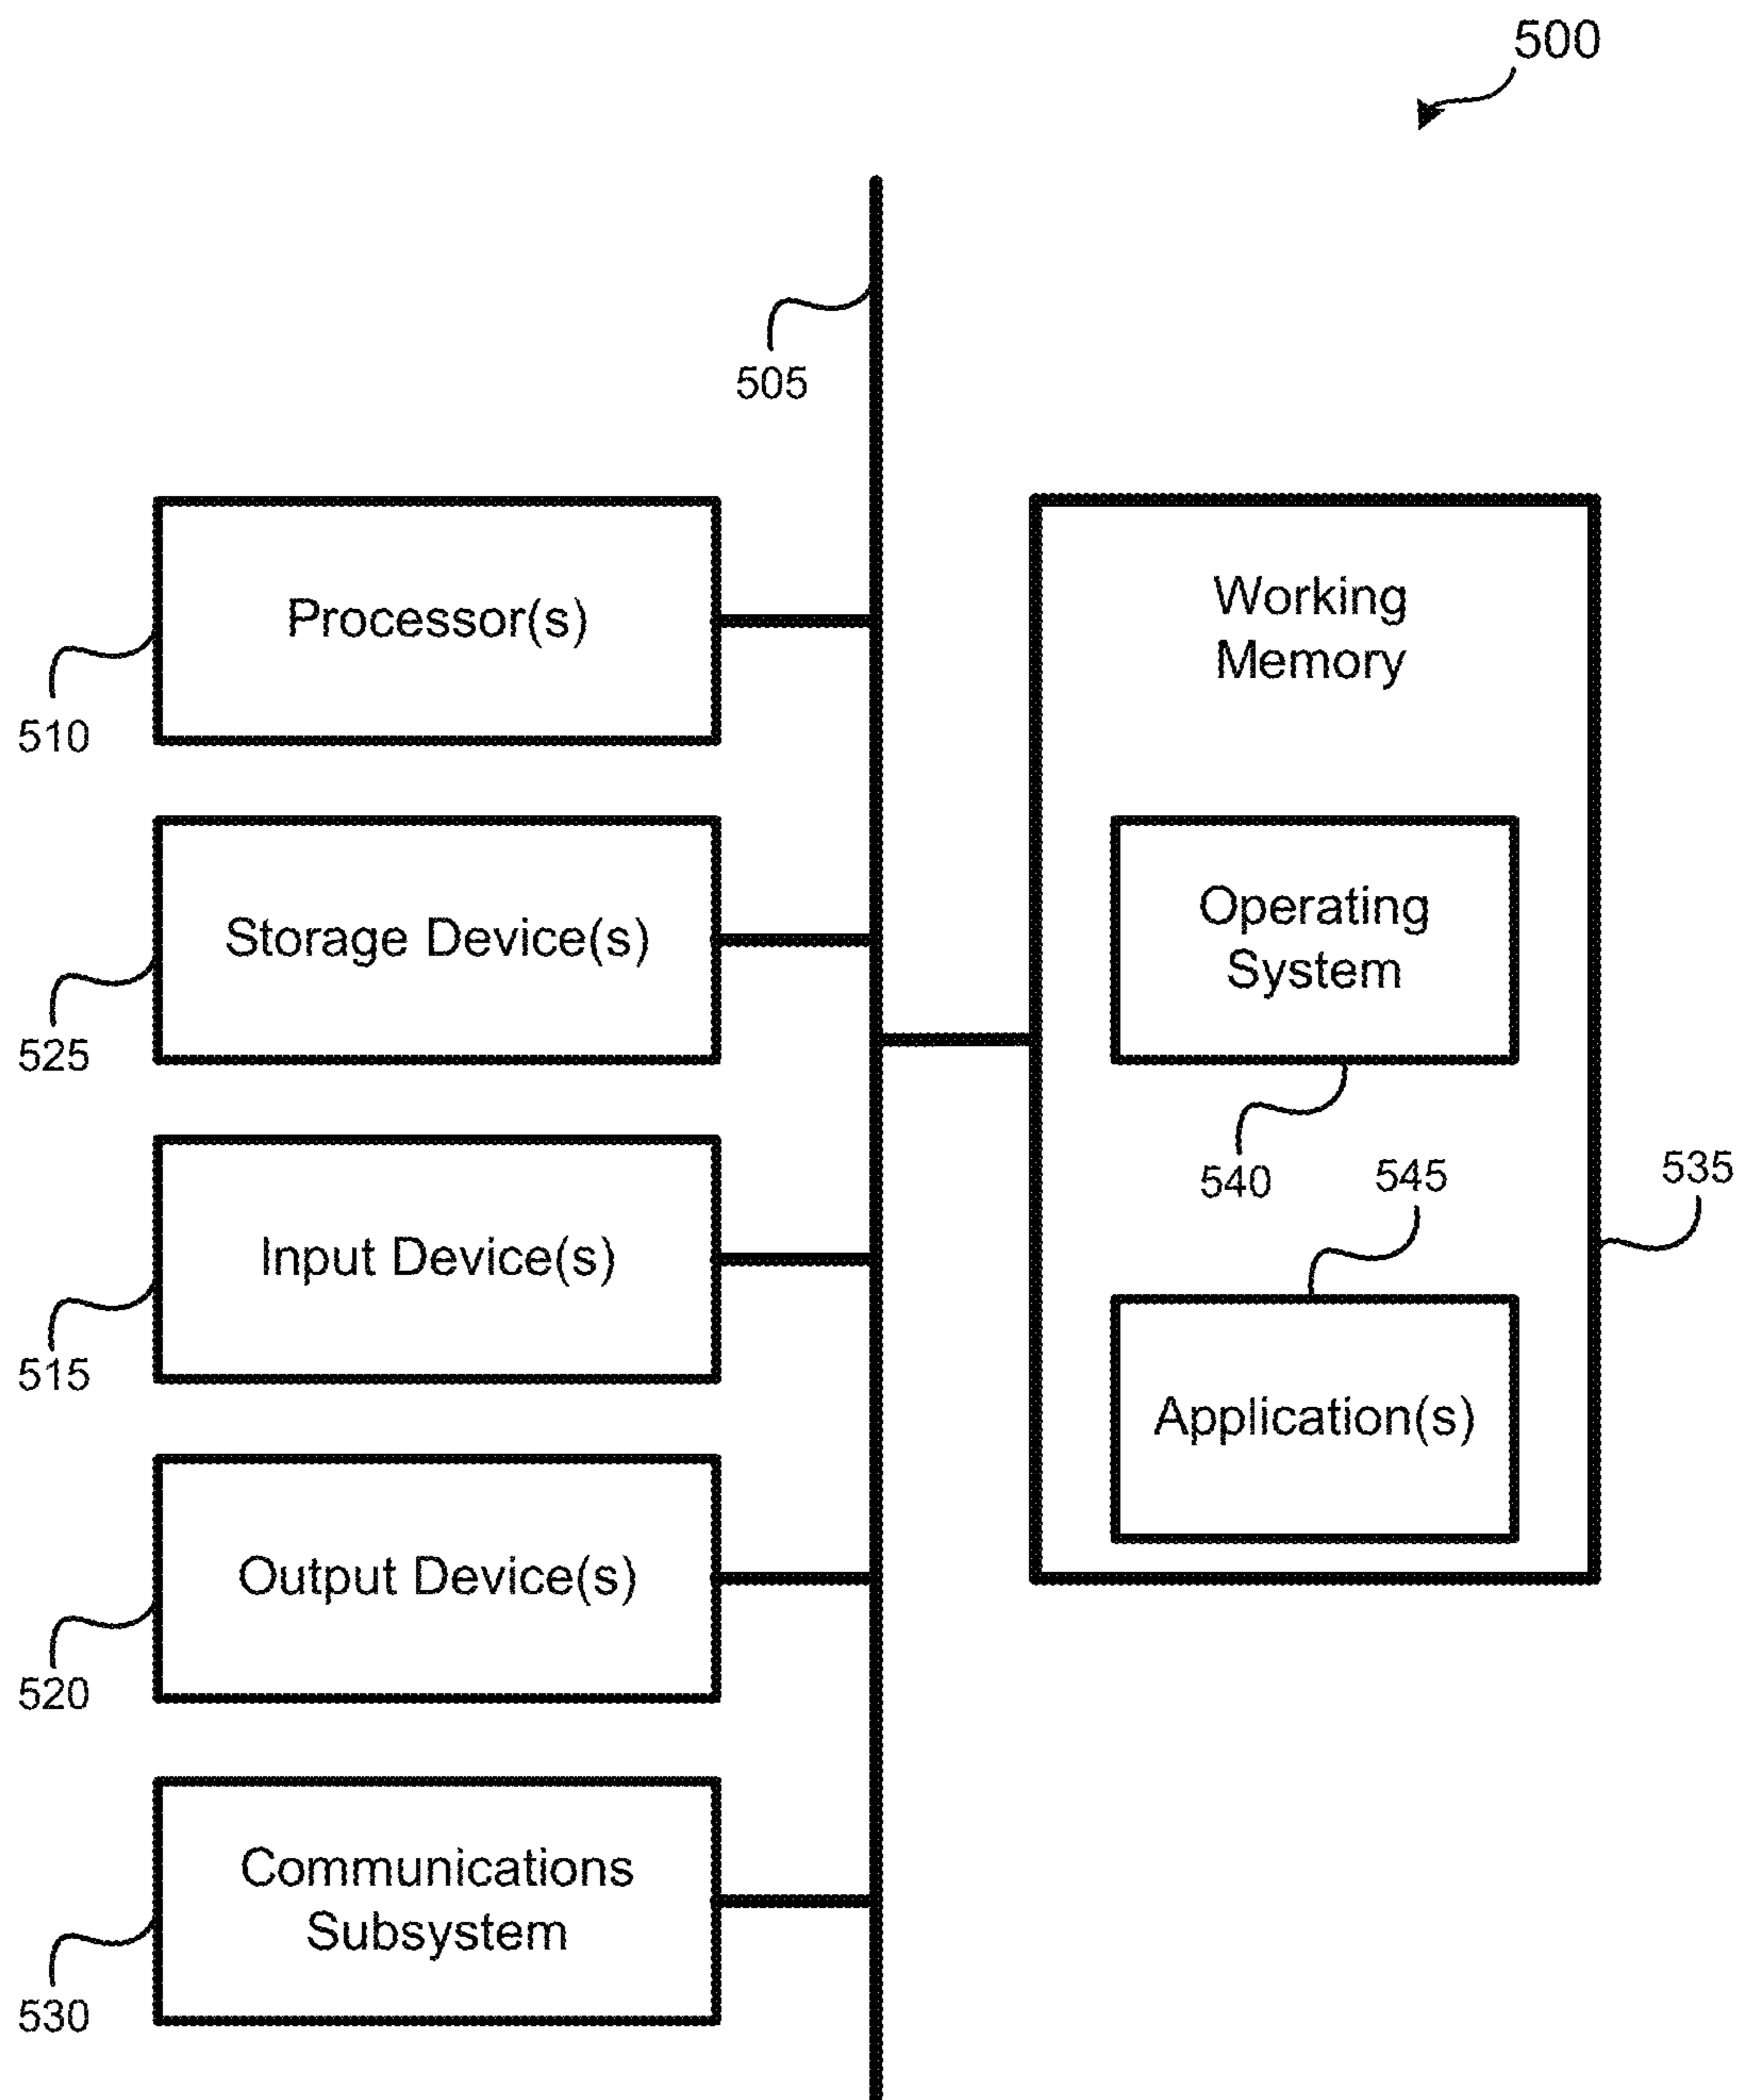 500
505
Processor(s)
510
Storage Device(s)
525
Input Device(s)
515
Output Device(s)
520
Communications
Subsystem
530
Working
Memory
Operating
System
540
545
535
Application(s)